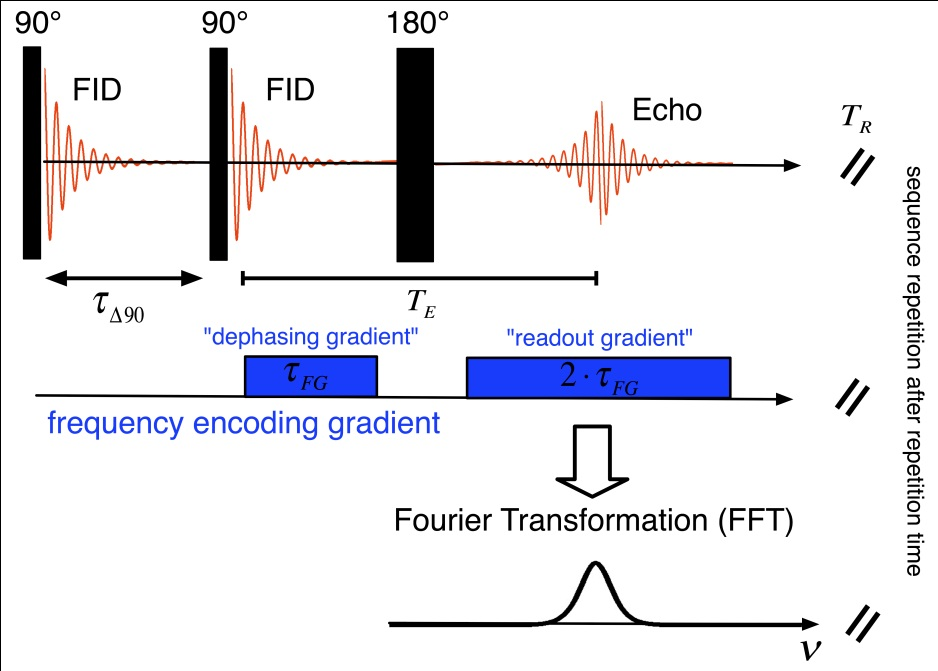 90° 90° 180°
FID FID Echo T_R
τ_Δ90 T_E
"dephasing gradient" "readout gradient"
τ_FG 2 · τ_FG
frequency encoding gradient
Fourier Transformation (FFT)
ν
sequence repetition after repetition time